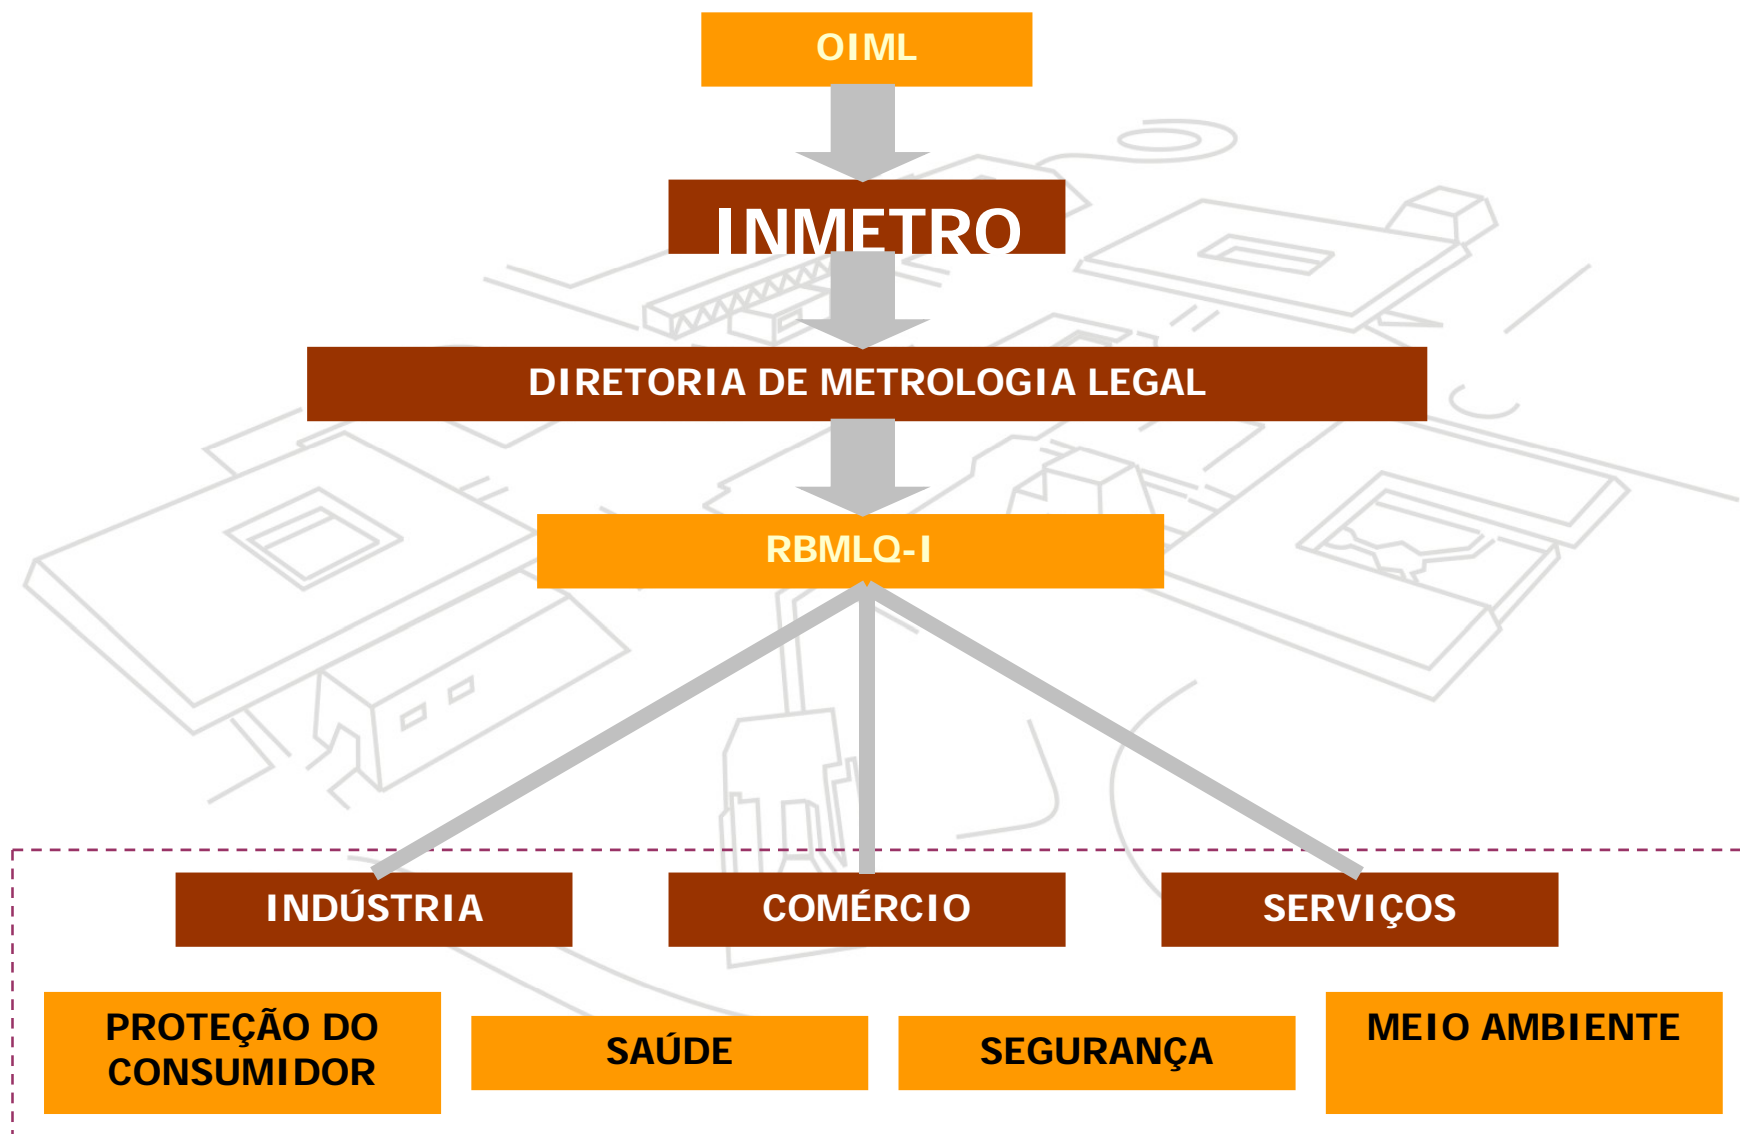 OIML
INMETRO
DIRETORIA DE METROLOGIA LEGAL
RBMLQ-I
INDÚSTRIA
COMÉRCIO
SERVIÇOS
PROTEÇÃO DO
CONSUMIDOR
SAÚDE
SEGURANÇA
MEIO AMBIENTE